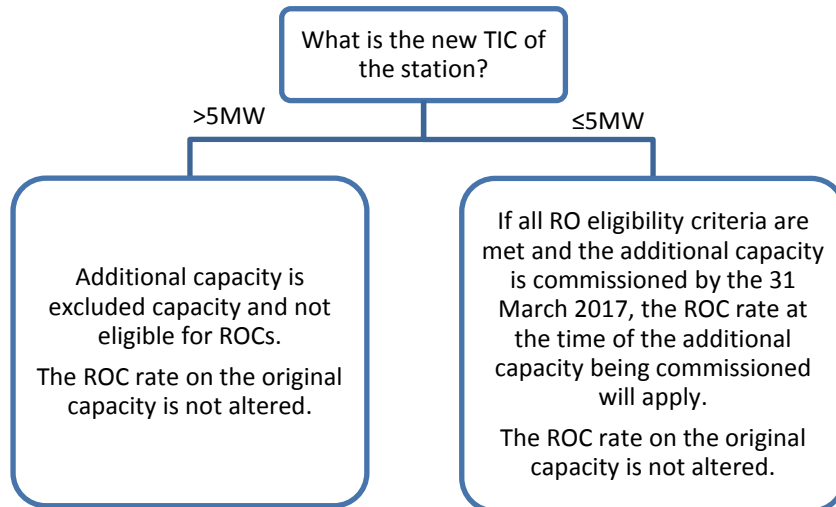 What is the new TIC of
the station?
>5MW
≤5MW
Additional capacity is
excluded capacity and not
eligible for ROCs.
The ROC rate on the original
capacity is not altered.
If all RO eligibility criteria are
met and the additional capacity
is commissioned by the 31
March 2017, the ROC rate at
the time of the additional
capacity being commissioned
will apply.
The ROC rate on the original
capacity is not altered.